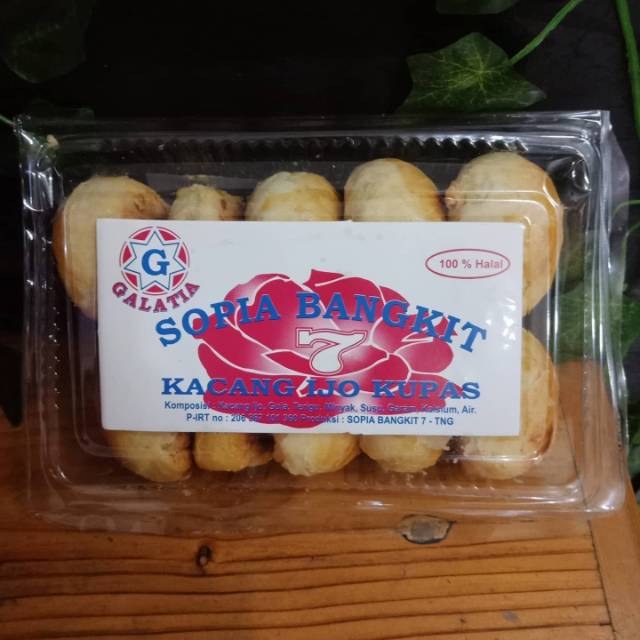 G
GALATIA
100 % Halal
SOPIA BANGKIT
7
KACANG IJO KUPAS
Komposisi : Kacang Ijo, Gula, Terigu, Minyak, Susu, Garam, Kalsium, Air.
P-IRT no : 206 Produksi : SOPIA BANGKIT 7 - TNG